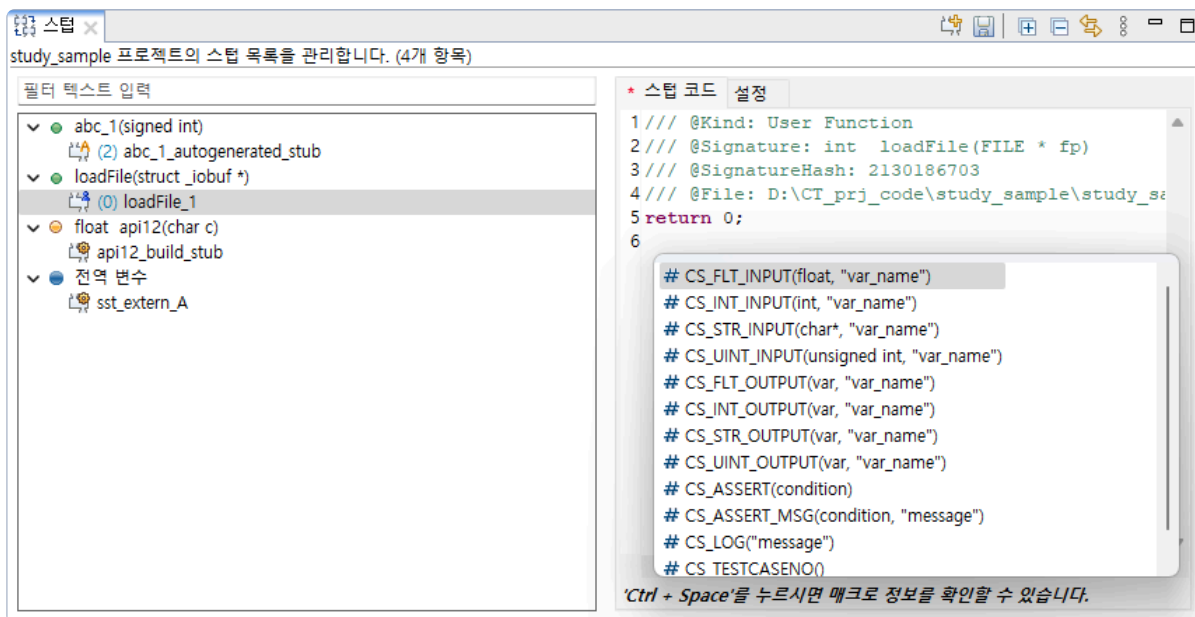 스텁
study_sample 프로젝트의 스텁 목록을 관리합니다. (4개 항목)
필터 텍스트 입력
abc_1(signed int)
(2) abc_1_autogenerated_stub
loadFile(struct _iobuf *)
(0) loadFile_1
float api12(char c)
api12_build_stub
전역 변수
sst_extern_A
* 스텁 코드 설정
1 /// @Kind: User Function
2 /// @Signature: int loadFile(FILE * fp)
3 /// @SignatureHash: 2130186703
4 /// @File: D:\CT_prj_code\study_sample\study_sa
5 return 0;
6
# CS_FLT_INPUT(float, "var_name")
# CS_INT_INPUT(int, "var_name")
# CS_STR_INPUT(char*, "var_name")
# CS_UINT_INPUT(unsigned int, "var_name")
# CS_FLT_OUTPUT(var, "var_name")
# CS_INT_OUTPUT(var, "var_name")
# CS_STR_OUTPUT(var, "var_name")
# CS_UINT_OUTPUT(var, "var_name")
# CS_ASSERT(condition)
# CS_ASSERT_MSG(condition, "message")
# CS_LOG("message")
# CS_TESTCASENO()
'Ctrl + Space'를 누르시면 매크로 정보를 확인할 수 있습니다.